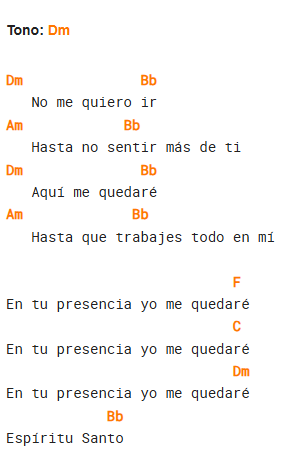 Tono: Dm
Dm              Bb
   No me quiero ir
Am            Bb
   Hasta no sentir más de ti
Dm              Bb
   Aquí me quedaré
Am             Bb
   Hasta que trabajes todo en mí
                           F
En tu presencia yo me quedaré
                           C
En tu presencia yo me quedaré
                           Dm
En tu presencia yo me quedaré
            Bb
Espíritu Santo